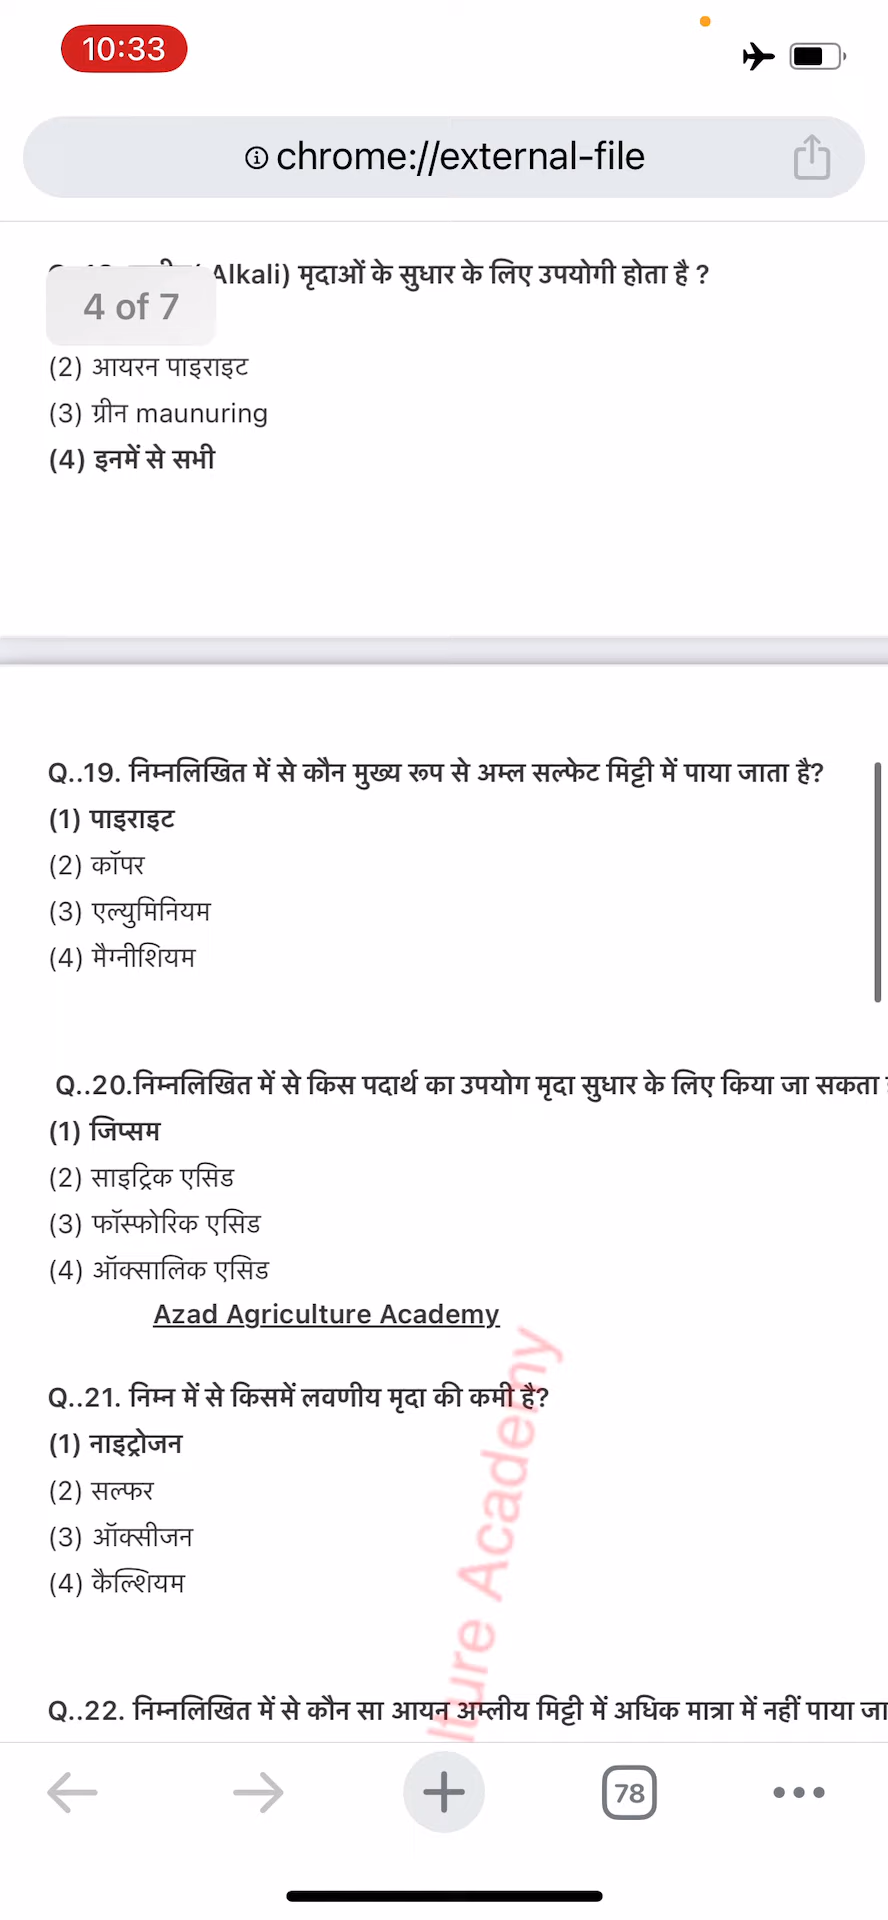 10:33
chrome://external-file
Alkali) मृदाओं के सुधार के लिए उपयोगी होता है ?
4 of 7
(2) आयरन पाइराइट
(3) ग्रीन maunuring
(4) इनमें से सभी
Q..19. निम्नलिखित में से कौन मुख्य रूप से अम्ल सल्फेट मिट्टी में पाया जाता है?
(1) पाइराइट
(2) कॉपर
(3) एल्युमिनियम
(4) मैग्नीशियम
Q..20.निम्नलिखित में से किस पदार्थ का उपयोग मृदा सुधार के लिए किया जा सकता
(1) जिप्सम
(2) साइट्रिक एसिड
(3) फॉस्फोरिक एसिड
(4) ऑक्सालिक एसिड
Azad Agriculture Academy
Q..21. निम्न में से किसमें लवणीय मृदा की कमी है?
(1) नाइट्रोजन
(2) सल्फर
(3) ऑक्सीजन
(4) कैल्शियम
lture Academy
Q..22. निम्नलिखित में से कौन सा आयन अम्लीय मिट्टी में अधिक मात्रा में नहीं पाया जा
78